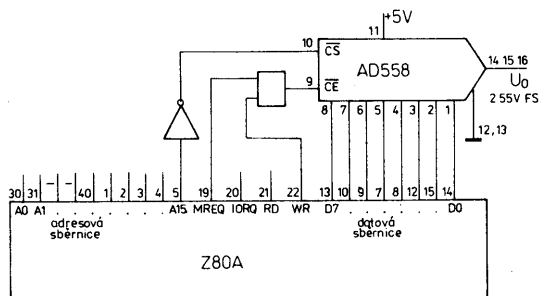 +5V
11
10 CS 14 15 16
AD558
9 CE U0
2 55V FS
8 7 6 5 4 3 2 1
12,13
30 31 – – 40 1 2 3 4 5 19 20 21 22 13 10 9 7 8 12 15 14
A0 A1 . . . . . . . A15 MREQ IORQ RD WR D7 . . . . . . D0
adresová datová
sběrnice sběrnice
Z80A